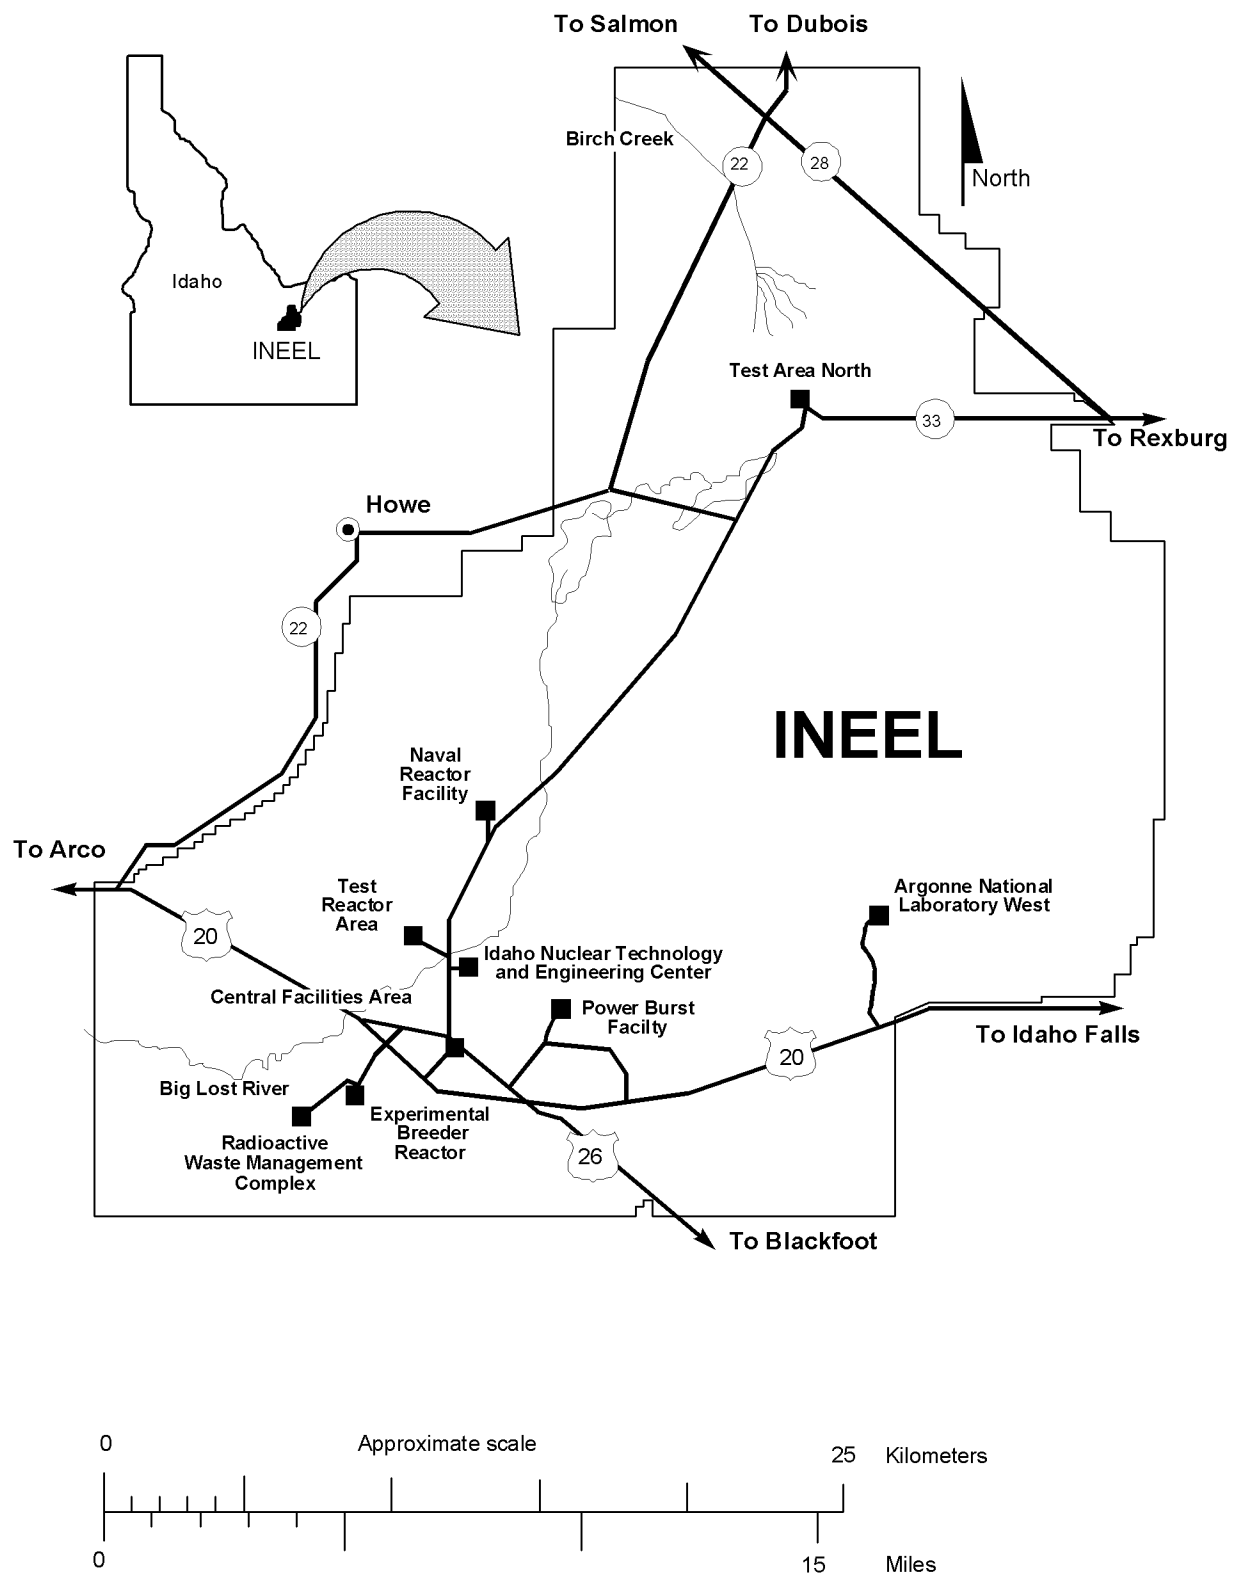 To Salmon
To Dubois
Birch Creek
22
28
North
Idaho
INEEL
Test Area North
33
To Rexburg
Howe
22
INEEL
Naval
Reactor
Facility
To Arco
Test
Reactor
Area
Argonne National
Laboratory West
20
Idaho Nuclear Technology
and Engineering Center
Central Facilities Area
Power Burst
Facilty
To Idaho Falls
20
Big Lost River
Experimental
Breeder
Reactor
Radioactive
Waste Management
Complex
26
To Blackfoot
0
Approximate scale
25
Kilometers
0
15
Miles